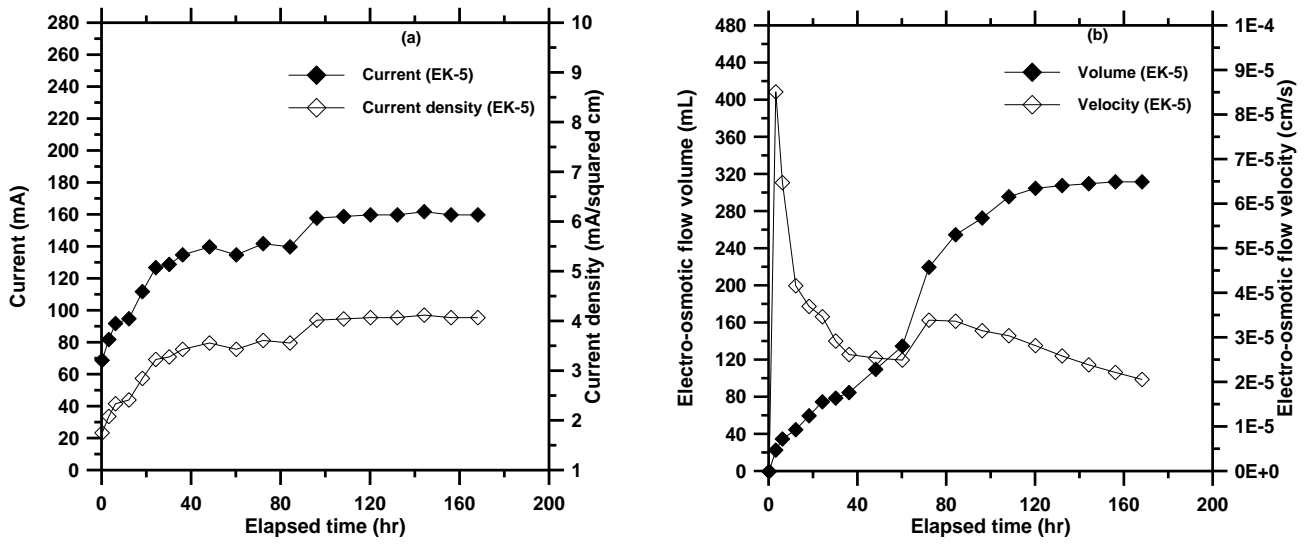 (a)
Current (EK-5)
Current density (EK-5)
Current (mA)
280
260
240
220
200
180
160
140
120
100
80
60
40
20
0
Current density (mA/squared cm)
10
9
8
7
6
5
4
3
2
1
0
40
80
120
160
200
Elapsed time (hr)
(b)
Volume (EK-5)
Velocity (EK-5)
Electro-osmotic flow volume (mL)
480
440
400
360
320
280
240
200
160
120
80
40
0
Electro-osmotic flow velocity (cm/s)
1E-4
9E-5
8E-5
7E-5
6E-5
5E-5
4E-5
3E-5
2E-5
1E-5
0E+0
0
40
80
120
160
200
Elapsed time (hr)